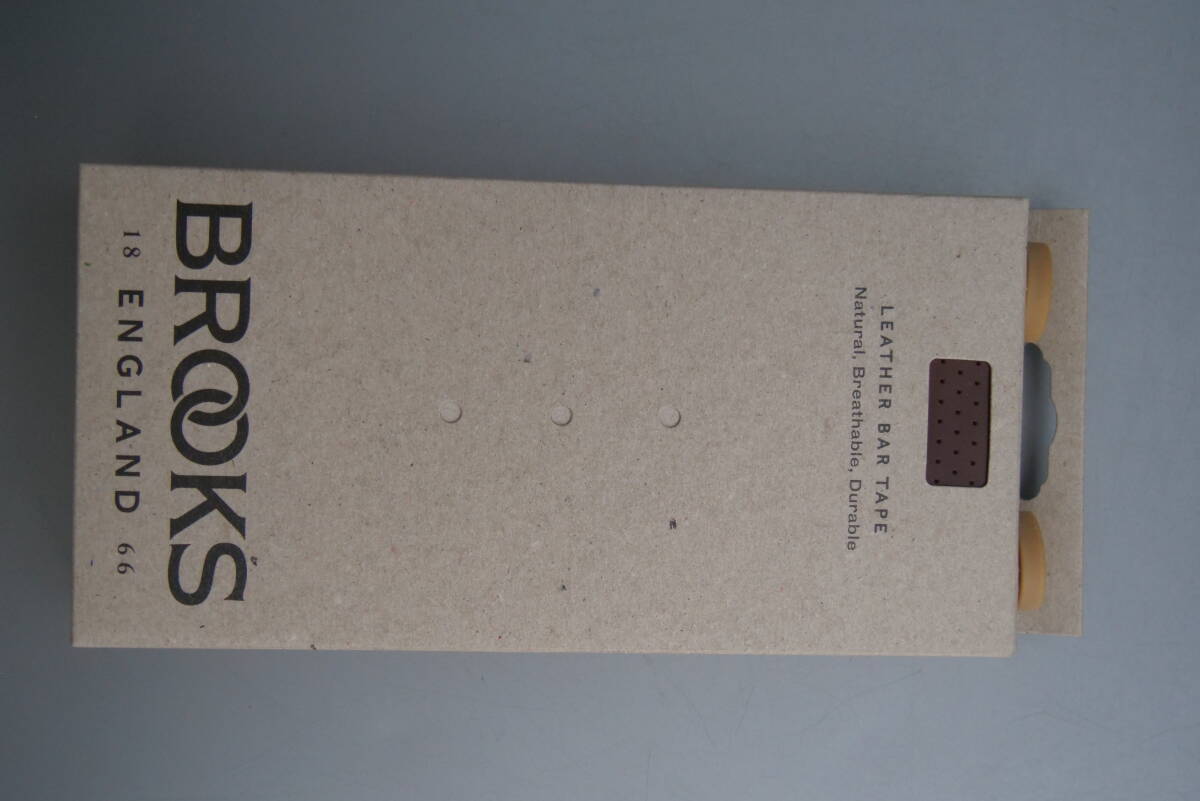 LEATHER BAR TAPE
Natural, Breathable, Durable
BROOKS
18 ENGLAND 66